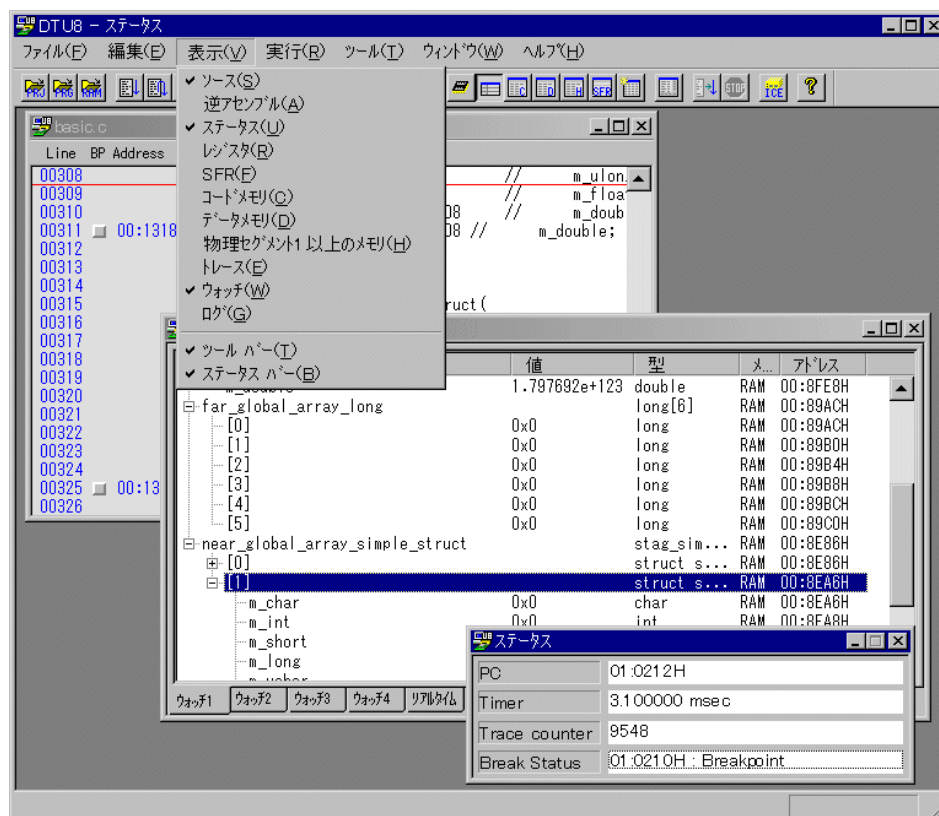 DTU8 - ステータス
ファイル(F) 編集(E) 表示(V) 実行(R) ツール(T) ウィンドウ(W) ヘルプ(H)
PRJ PRG RAM C D H SFR STOP ICE ?
ソース(S)
逆アセンブル(A)
ステータス(U)
レジスタ(R)
SFR(F)
コードメモリ(C)
データメモリ(D)
物理セグメント1 以上のメモリ(H)
トレース(E)
ウォッチ(W)
ログ(G)
ツール バー(T)
ステータス バー(B)
basic.c
Line BP Address
00308 // m_ulon
00309 // m_floa
00310 08 // m_doub
00311 00:1318 08 // m_double;
00312
00313
00314
00315 ruct(
00316
00317
00318
00319
00320
00321
00322
00323
00324
00325 00:13
00326
値 型 メ... アドレス
m_double 1.797692e+123 double RAM 00:8FE8H
far_global_array_long long[6] RAM 00:89ACH
[0] 0x0 long RAM 00:89ACH
[1] 0x0 long RAM 00:89B0H
[2] 0x0 long RAM 00:89B4H
[3] 0x0 long RAM 00:89B8H
[4] 0x0 long RAM 00:89BCH
[5] 0x0 long RAM 00:89C0H
near_global_array_simple_struct stag_sim... RAM 00:8E86H
[0] struct s... RAM 00:8E86H
[1] struct s... RAM 00:8EA6H
m_char 0x0 char RAM 00:8EA6H
m_int 0x0 int RAM 00:8EA8H
m_short
m_long
m_uchar
ウォッチ1 ウォッチ2 ウォッチ3 ウォッチ4 リアルタイム
ステータス
PC 01:0212H
Timer 3.100000 msec
Trace counter 9548
Break Status 01:0210H : Breakpoint